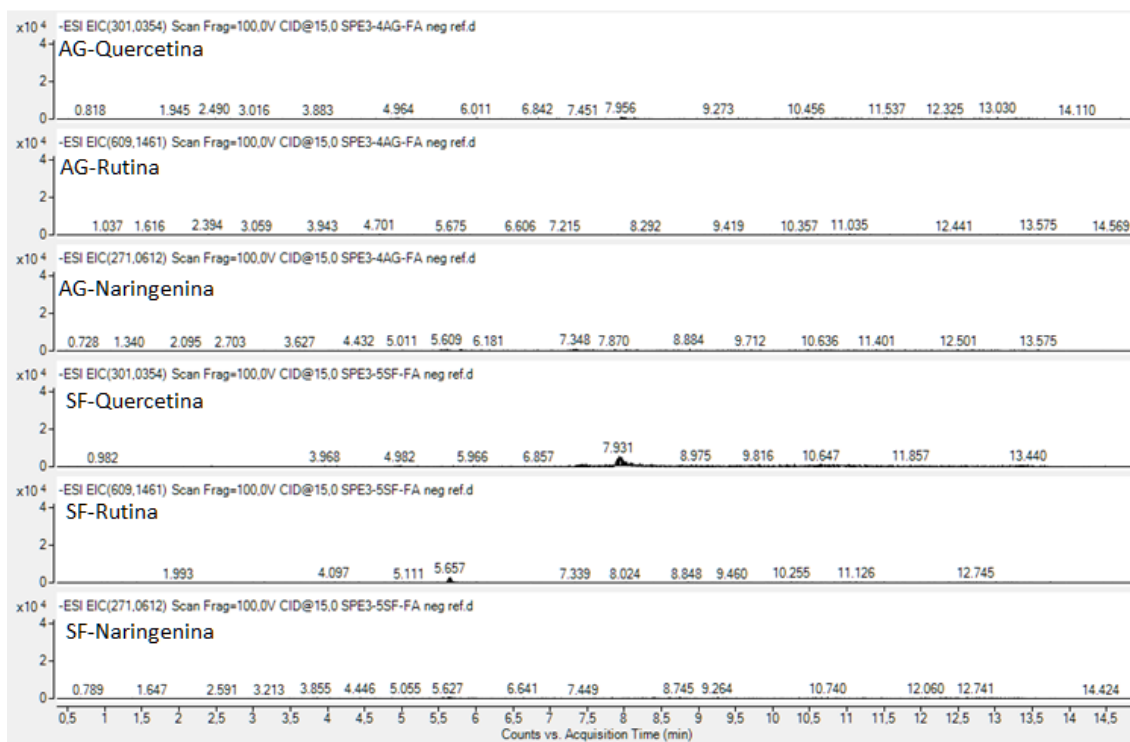 x10 4 -ESI EIC(301,0354) Scan Frag=100,0V CID@15,0 SPE3-4AG-FA neg ref.d
4
AG-Quercetina
2
0.818 1.945 2.490 3.016 3.883 4.964 6.011 6.842 7.451 7.956 9.273 10.456 11.537 12.325 13.030 14.110
0
x10 4 -ESI EIC(609,1461) Scan Frag=100,0V CID@15,0 SPE3-4AG-FA neg ref.d
4
AG-Rutina
2
1.037 1.616 2.394 3.059 3.943 4.701 5.675 6.606 7.215 8.292 9.419 10.357 11.035 12.441 13.575 14.569
0
x10 4 -ESI EIC(271,0612) Scan Frag=100,0V CID@15,0 SPE3-4AG-FA neg ref.d
4
AG-Naringenina
2
0.728 1.340 2.095 2.703 3.627 4.432 5.011 5.609 6.181 7.348 7.870 8.884 9.712 10.636 11.401 12.501 13.575
0
x10 4 -ESI EIC(301,0354) Scan Frag=100,0V CID@15,0 SPE3-5SF-FA neg ref.d
4
SF-Quercetina
2
0.982 3.968 4.982 5.966 6.857 7.931 8.975 9.816 10.647 11.857 13.440
0
x10 4 -ESI EIC(609,1461) Scan Frag=100,0V CID@15,0 SPE3-5SF-FA neg ref.d
4
SF-Rutina
2
1.993 4.097 5.111 5.657 7.339 8.024 8.848 9.460 10.255 11.126 12.745
0
x10 4 -ESI EIC(271,0612) Scan Frag=100,0V CID@15,0 SPE3-5SF-FA neg ref.d
4
SF-Naringenina
2
0.789 1.647 2.591 3.213 3.855 4.446 5.055 5.627 6.641 7.449 8.745 9.264 10.740 12.060 12.741 14.424
0
0,5 1 1,5 2 2,5 3 3,5 4 4,5 5 5,5 6 6,5 7 7,5 8 8,5 9 9,5 10 10,5 11 11,5 12 12,5 13 13,5 14 14,5
Counts vs. Acquisition Time (min)